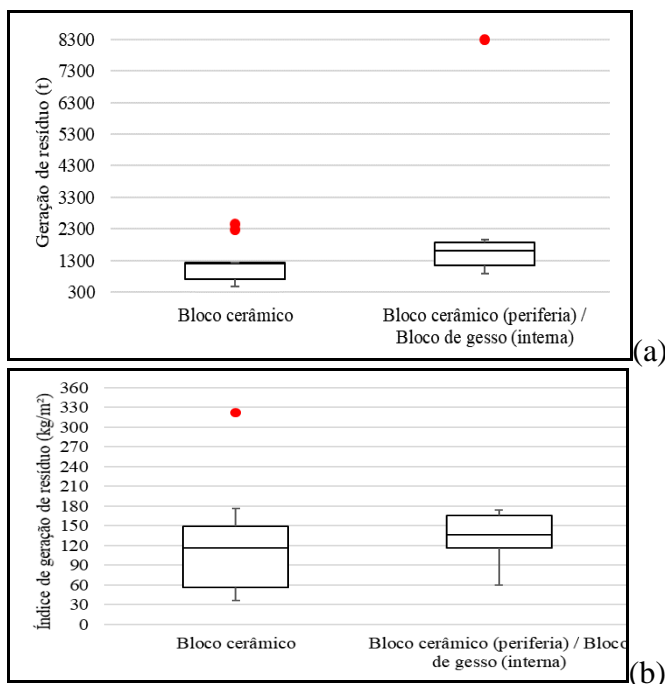 Geração de resíduo (t)
8300
7300
6300
5300
4300
3300
2300
1300
300
Bloco cerâmico
Bloco cerâmico (periferia) /
Bloco de gesso (interna)
(a)
Índice de geração de resíduo (kg/m²)
360
330
300
270
240
210
180
150
120
90
60
30
0
Bloco cerâmico
Bloco cerâmico (periferia) / Bloco
de gesso (interna)
(b)